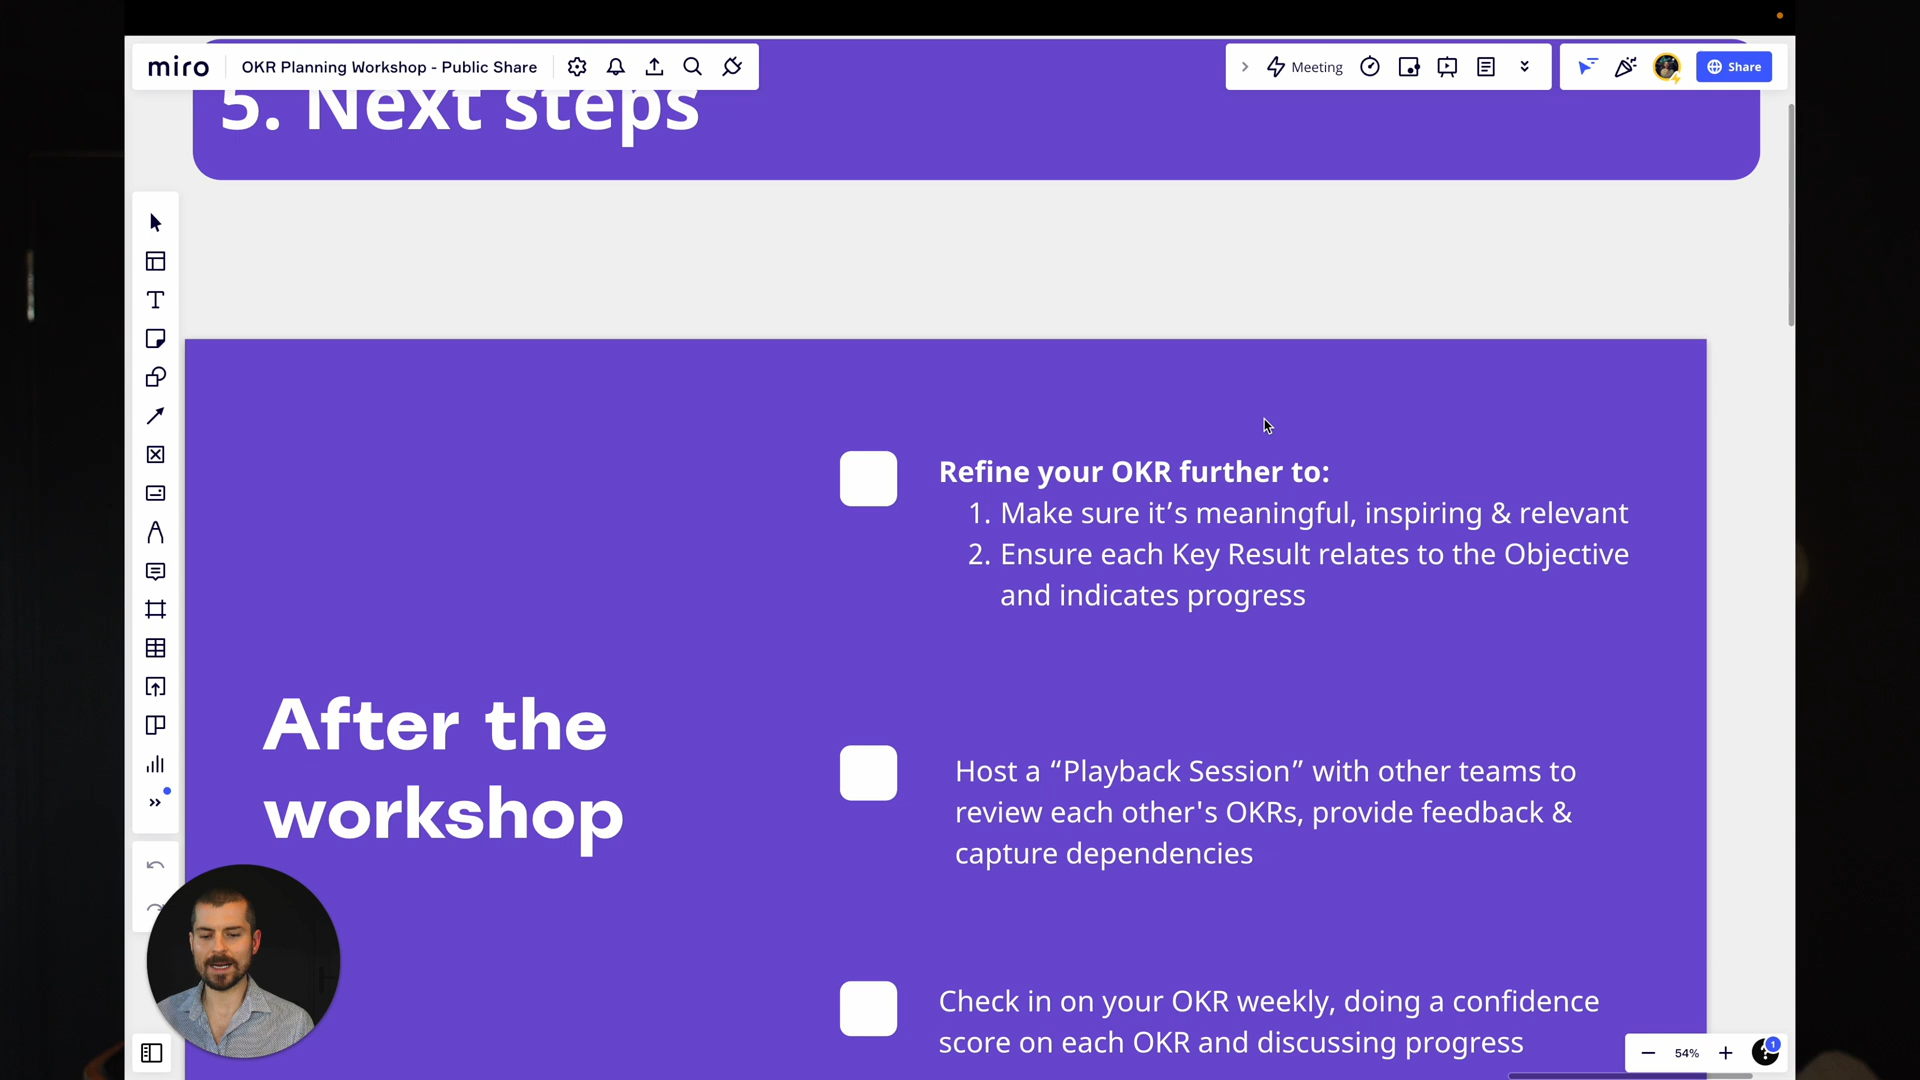 miro
OKR Planning Workshop - Public Share
Meeting
Share
5. Next steps
Refine your OKR further to:
1. Make sure it’s meaningful, inspiring & relevant
2. Ensure each Key Result relates to the Objective
and indicates progress
After the
workshop
Host a “Playback Session” with other teams to
review each other's OKRs, provide feedback &
capture dependencies
Check in on your OKR weekly, doing a confidence
score on each OKR and discussing progress
54%
1